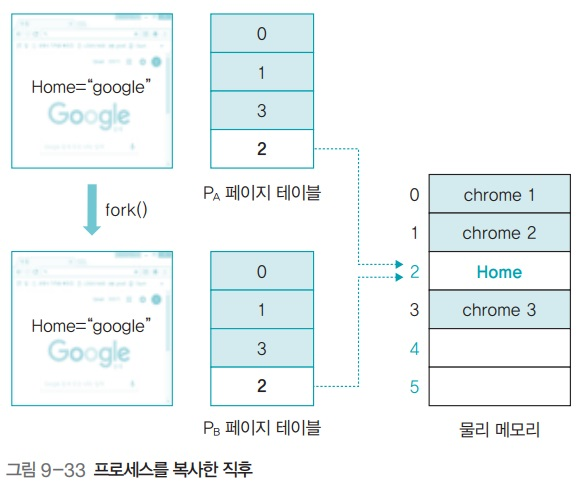 Home=“google”
Google
0
1
3
2
PA 페이지 테이블
fork()
Home=“google”
Google
0
1
3
2
PB 페이지 테이블
0 chrome 1
1 chrome 2
2 Home
3 chrome 3
4
5
물리 메모리
그림 9-33 프로세스를 복사한 직후